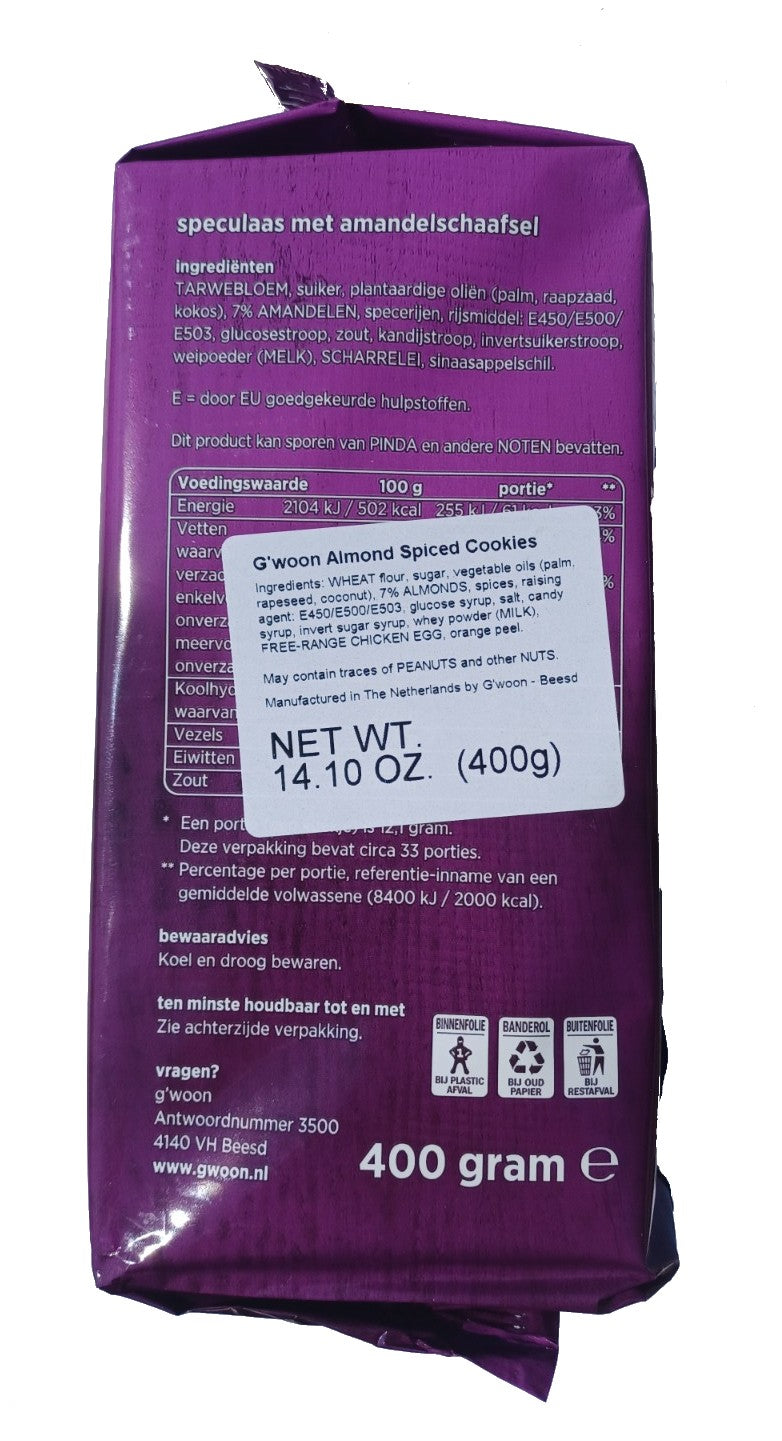 speculaas met amandelschaafsel
ingrediënten
TARWEBLOEM, suiker, plantaardige oliën (palm, raapzaad,
kokos), 7% AMANDELEN, specerijen, rijsmiddel: E450/E500/
E503, glucosestroop, zout, kandijstroop, invertsuikerstroop,
weipoeder (MELK), SCHARRELEI, sinaasappelschil.
E = door EU goedgekeurde hulpstoffen.
Dit product kan sporen van PINDA en andere NOTEN bevatten.
Voedingswaarde 100 g portie* **
Energie 2104 kJ / 502 kcal 255 kJ / 61 3%
Vetten %
waarv
verzad %
enkelv
onverz
meervo
onverza
Koolhyd
waarvan
Vezels
Eiwitten
Zout
G'woon Almond Spiced Cookies
Ingredients: WHEAT flour, sugar, vegetable oils (palm,
rapeseed, coconut), 7% ALMONDS, spices, raising
agent: E450/E500/E503, glucose syrup, salt, candy
syrup, invert sugar syrup, whey powder (MILK),
FREE-RANGE CHICKEN EGG, orange peel.
May contain traces of PEANUTS and other NUTS.
Manufactured in The Netherlands by G'woon - Beesd
NET WT.
14.10 OZ. (400g)
* Een port is 12,1 gram.
Deze verpakking bevat circa 33 porties.
** Percentage per portie, referentie-inname van een
gemiddelde volwassene (8400 kJ / 2000 kcal).
bewaaradvies
Koel en droog bewaren.
ten minste houdbaar tot en met
Zie achterzijde verpakking.
BINNENFOLIE BANDEROL BUITENFOLIE
BIJ PLASTIC AFVAL BIJ OUD PAPIER BIJ RESTAFVAL
vragen?
g'woon
Antwoordnummer 3500
4140 VH Beesd
www.gwoon.nl
400 gram ℮